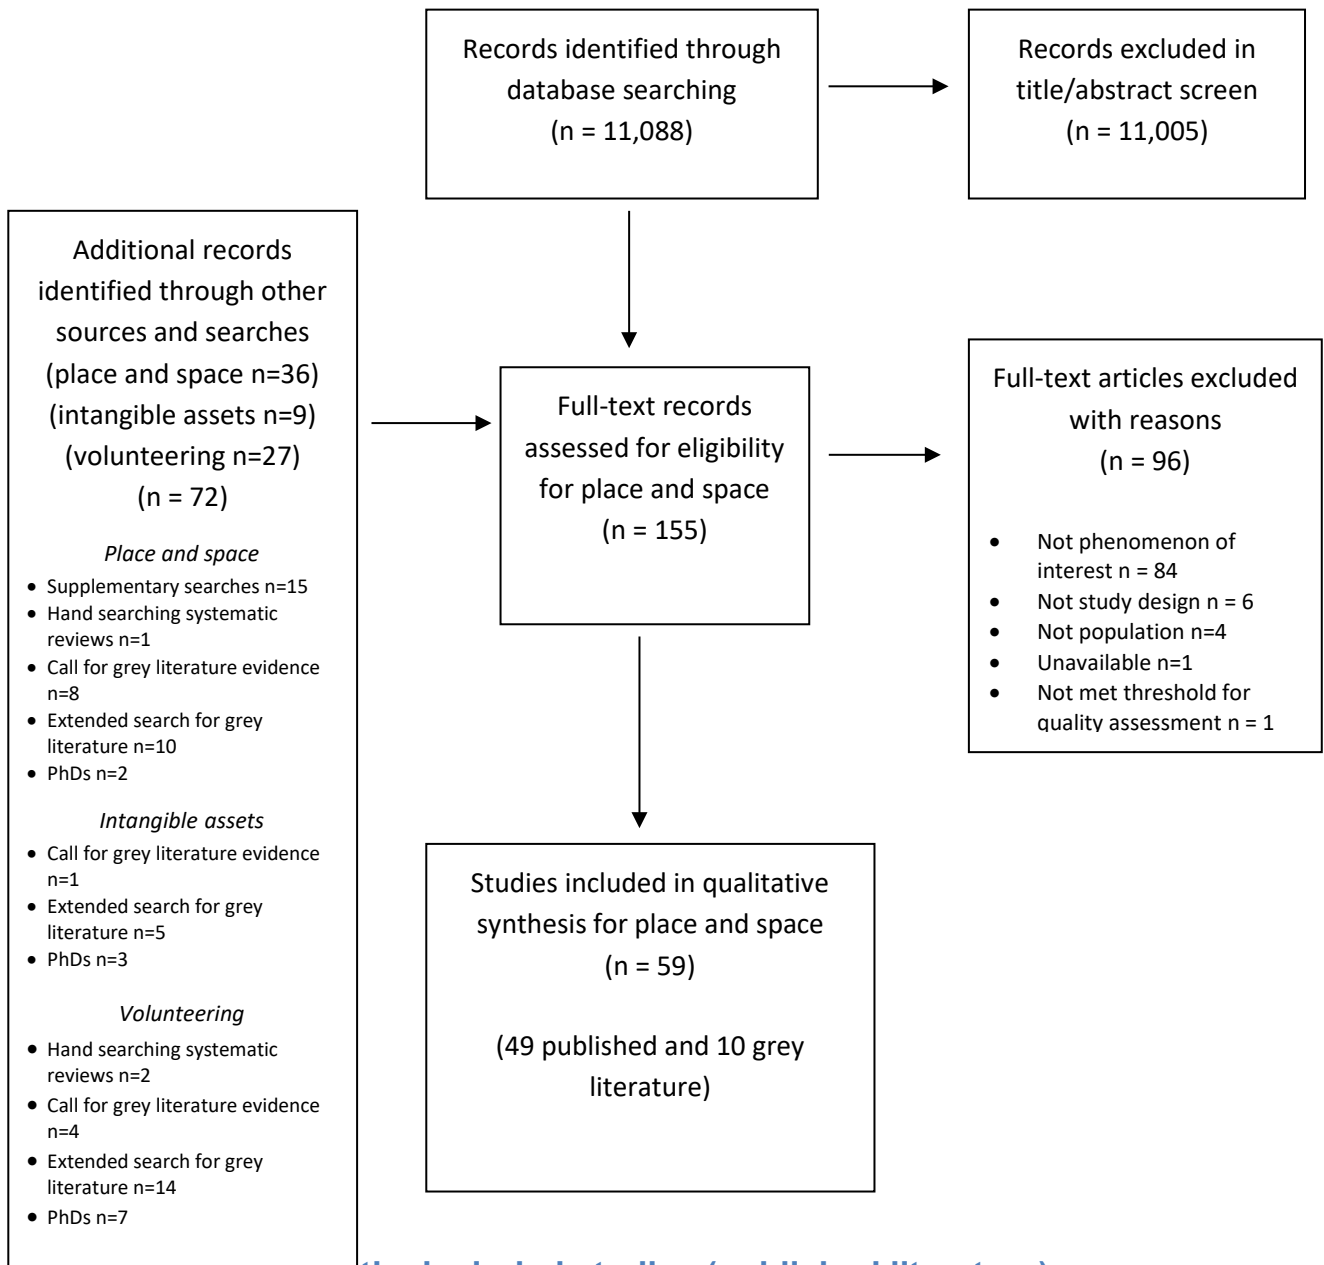 Records identified through
database searching
(n = 11,088)
Records excluded in
title/abstract screen
(n = 11,005)
Additional records
identified through other
sources and searches
(place and space n=36)
(intangible assets n=9)
(volunteering n=27)
(n = 72)
Place and space
• Supplementary searches n=15
• Hand searching systematic
reviews n=1
• Call for grey literature evidence
n=8
• Extended search for grey
literature n=10
• PhDs n=2
Intangible assets
• Call for grey literature evidence
n=1
• Extended search for grey
literature n=5
• PhDs n=3
Volunteering
• Hand searching systematic
reviews n=2
• Call for grey literature evidence
n=4
• Extended search for grey
literature n=14
• PhDs n=7
Full-text records
assessed for eligibility
for place and space
(n = 155)
Full-text articles excluded
with reasons
(n = 96)
• Not phenomenon of
interest n = 84
• Not study design n = 6
• Not population n=4
• Unavailable n=1
• Not met threshold for
quality assessment n = 1
Studies included in qualitative
synthesis for place and space
(n = 59)
(49 published and 10 grey
literature)